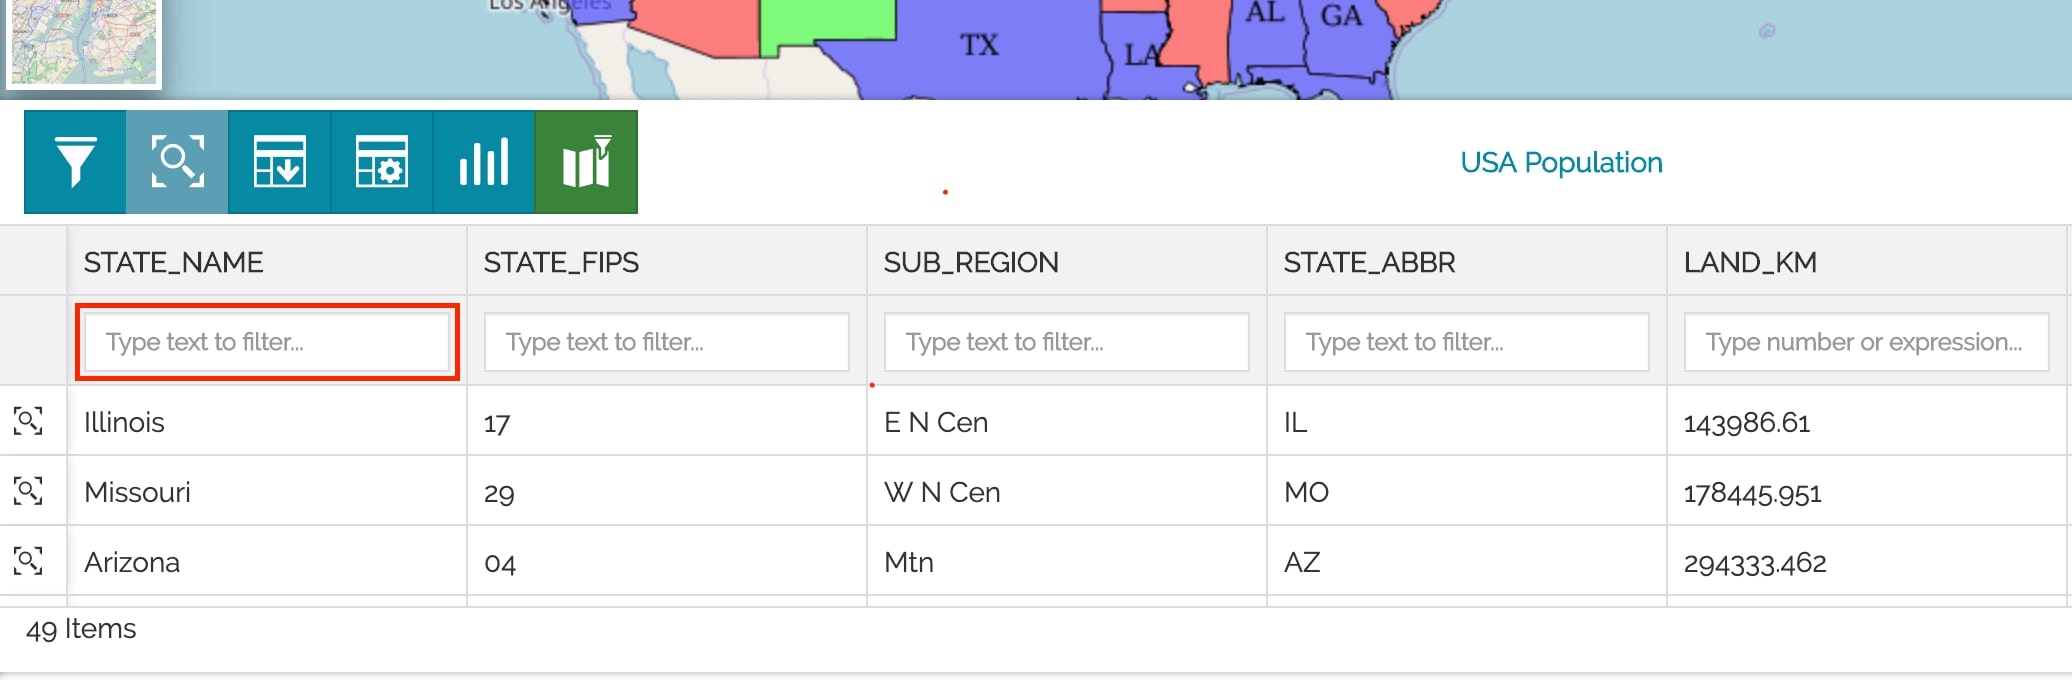 Los Angeles
AL GA
TX
LA
USA Population
STATE_NAME STATE_FIPS SUB_REGION STATE_ABBR LAND_KM
Type text to filter... Type text to filter... Type text to filter... Type text to filter... Type number or expression...
Illinois 17 E N Cen IL 143986.61
Missouri 29 W N Cen MO 178445.951
Arizona 04 Mtn AZ 294333.462
49 Items